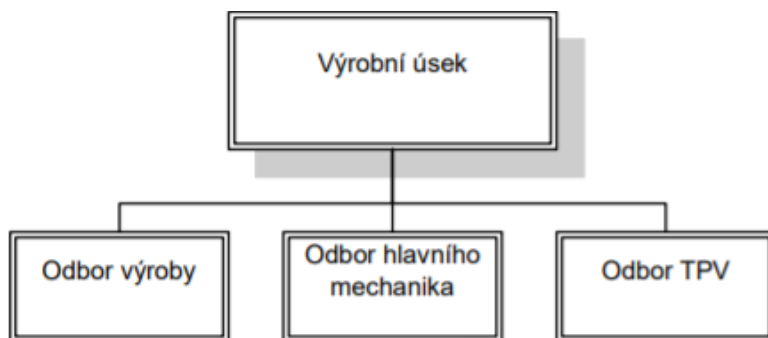 Výrobní úsek
Odbor výroby
Odbor hlavního
mechanika
Odbor TPV